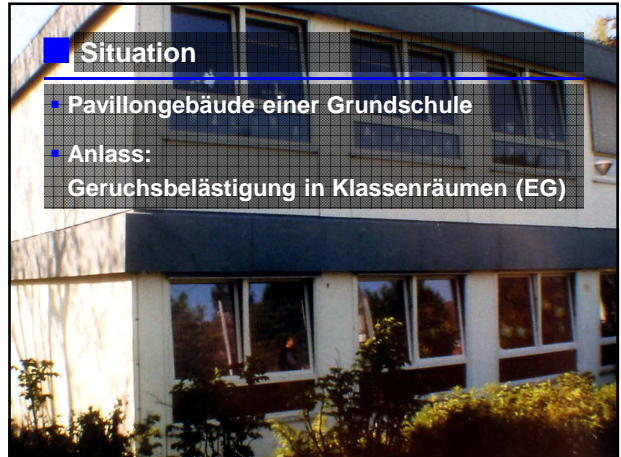 Situation
Pavillongebäude einer Grundschule
Anlass:
Geruchsbelästigung in Klassenräumen (EG)